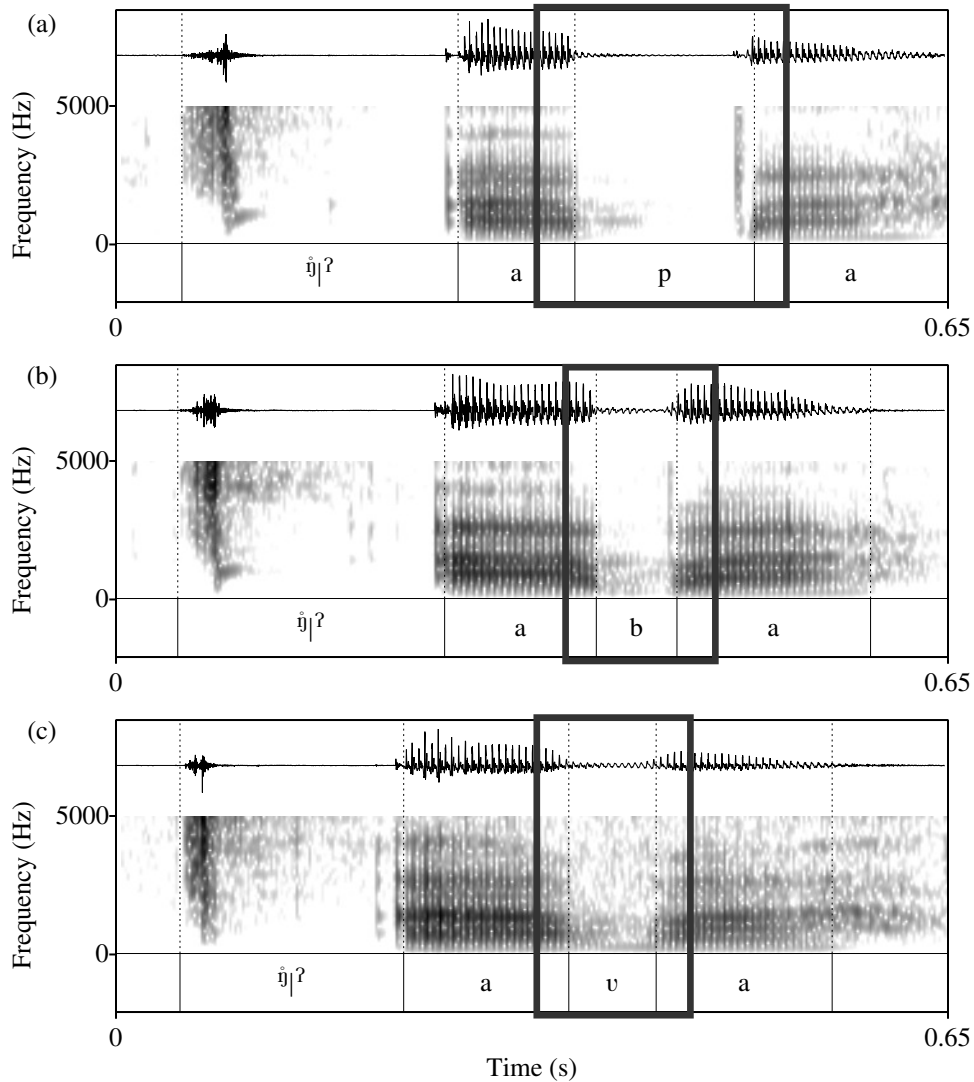 (a)
5000
Frequency (Hz)
0
ŋ̊|ˀ a p a
0 0.65
(b)
5000
Frequency (Hz)
0
ŋ̊|ˀ a b a
0 0.65
(c)
5000
Frequency (Hz)
0
ŋ̊|ˀ a ʋ a
0 0.65
Time (s)